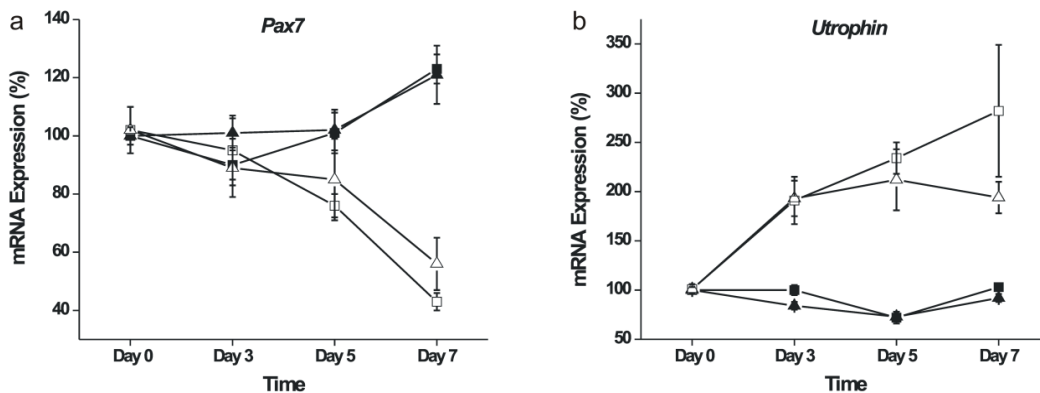 a
Pax7
mRNA Expression (%)
140
120
100
80
60
40
Day 0 Day 3 Day 5 Day 7
Time
b
Utrophin
mRNA Expression (%)
350
300
250
200
150
100
50
Day 0 Day 3 Day 5 Day 7
Time